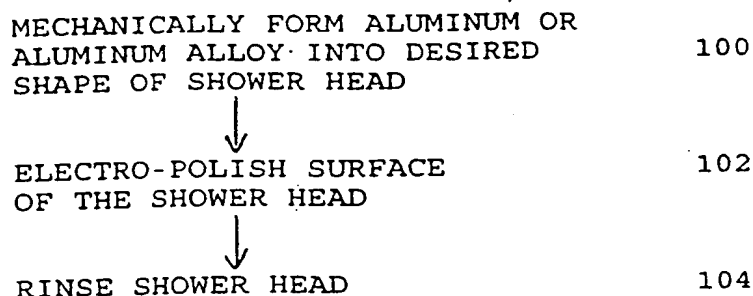 MECHANICALLY FORM ALUMINUM OR
ALUMINUM ALLOY INTO DESIRED 100
SHAPE OF SHOWER HEAD
ELECTRO-POLISH SURFACE 102
OF THE SHOWER HEAD
RINSE SHOWER HEAD 104